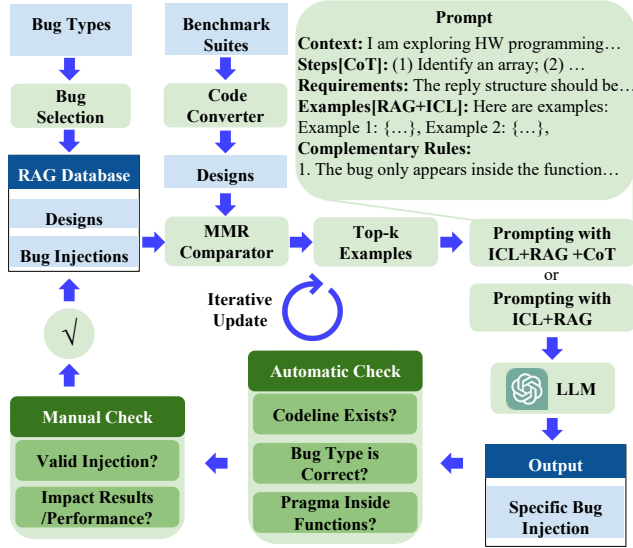 Bug Types
Benchmark
Suites
Prompt
Context: I am exploring HW programming…
Steps[CoT]: (1) Identify an array; (2) …
Requirements: The reply structure should be…
Examples[RAG+ICL]: Here are examples:
Example 1: {…}, Example 2: {…},
Complementary Rules:
1. The bug only appears inside the function…
Bug
Selection
Code
Converter
RAG Database
Designs
Bug Injections
Designs
MMR
Comparator
Top-k
Examples
Prompting with
ICL+RAG +CoT
or
Prompting with
ICL+RAG
Iterative
Update
√
LLM
Manual Check
Valid Injection?
Impact Results
/Performance?
Automatic Check
Codeline Exists?
Bug Type is
Correct?
Pragma Inside
Functions?
Output
Specific Bug
Injection